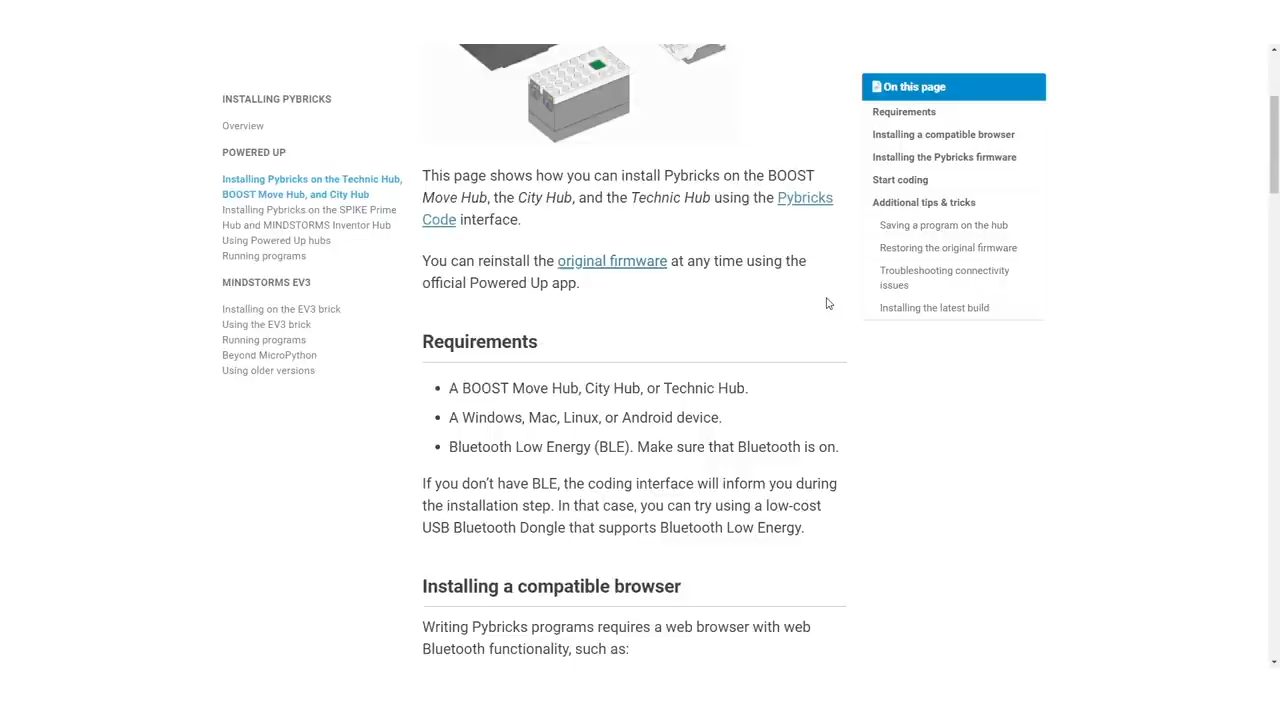 INSTALLING PYBRICKS
Overview
POWERED UP
Installing Pybricks on the Technic Hub,
BOOST Move Hub, and City Hub
Installing Pybricks on the SPIKE Prime
Hub and MINDSTORMS Inventor Hub
Using Powered Up hubs
Running programs
MINDSTORMS EV3
Installing on the EV3 brick
Using the EV3 brick
Running programs
Beyond MicroPython
Using older versions
This page shows how you can install Pybricks on the BOOST
Move Hub, the City Hub, and the Technic Hub using the Pybricks
Code interface.
You can reinstall the original firmware at any time using the
official Powered Up app.
Requirements
• A BOOST Move Hub, City Hub, or Technic Hub.
• A Windows, Mac, Linux, or Android device.
• Bluetooth Low Energy (BLE). Make sure that Bluetooth is on.
If you don’t have BLE, the coding interface will inform you during
the installation step. In that case, you can try using a low-cost
USB Bluetooth Dongle that supports Bluetooth Low Energy.
Installing a compatible browser
Writing Pybricks programs requires a web browser with web
Bluetooth functionality, such as:
On this page
Requirements
Installing a compatible browser
Installing the Pybricks firmware
Start coding
Additional tips & tricks
Saving a program on the hub
Restoring the original firmware
Troubleshooting connectivity
issues
Installing the latest build